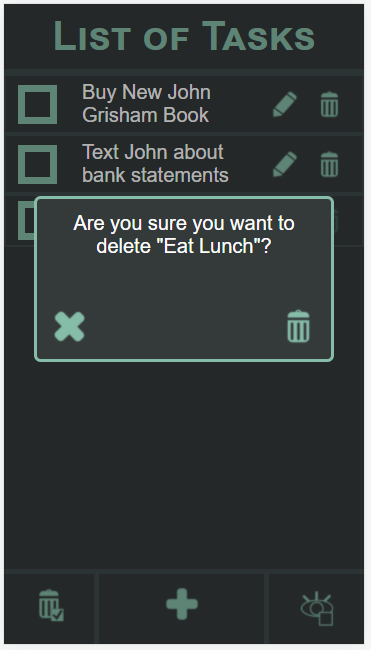 List of Tasks
Buy New John
Grisham Book
Text John about
bank statements
Are you sure you want to
delete "Eat Lunch"?